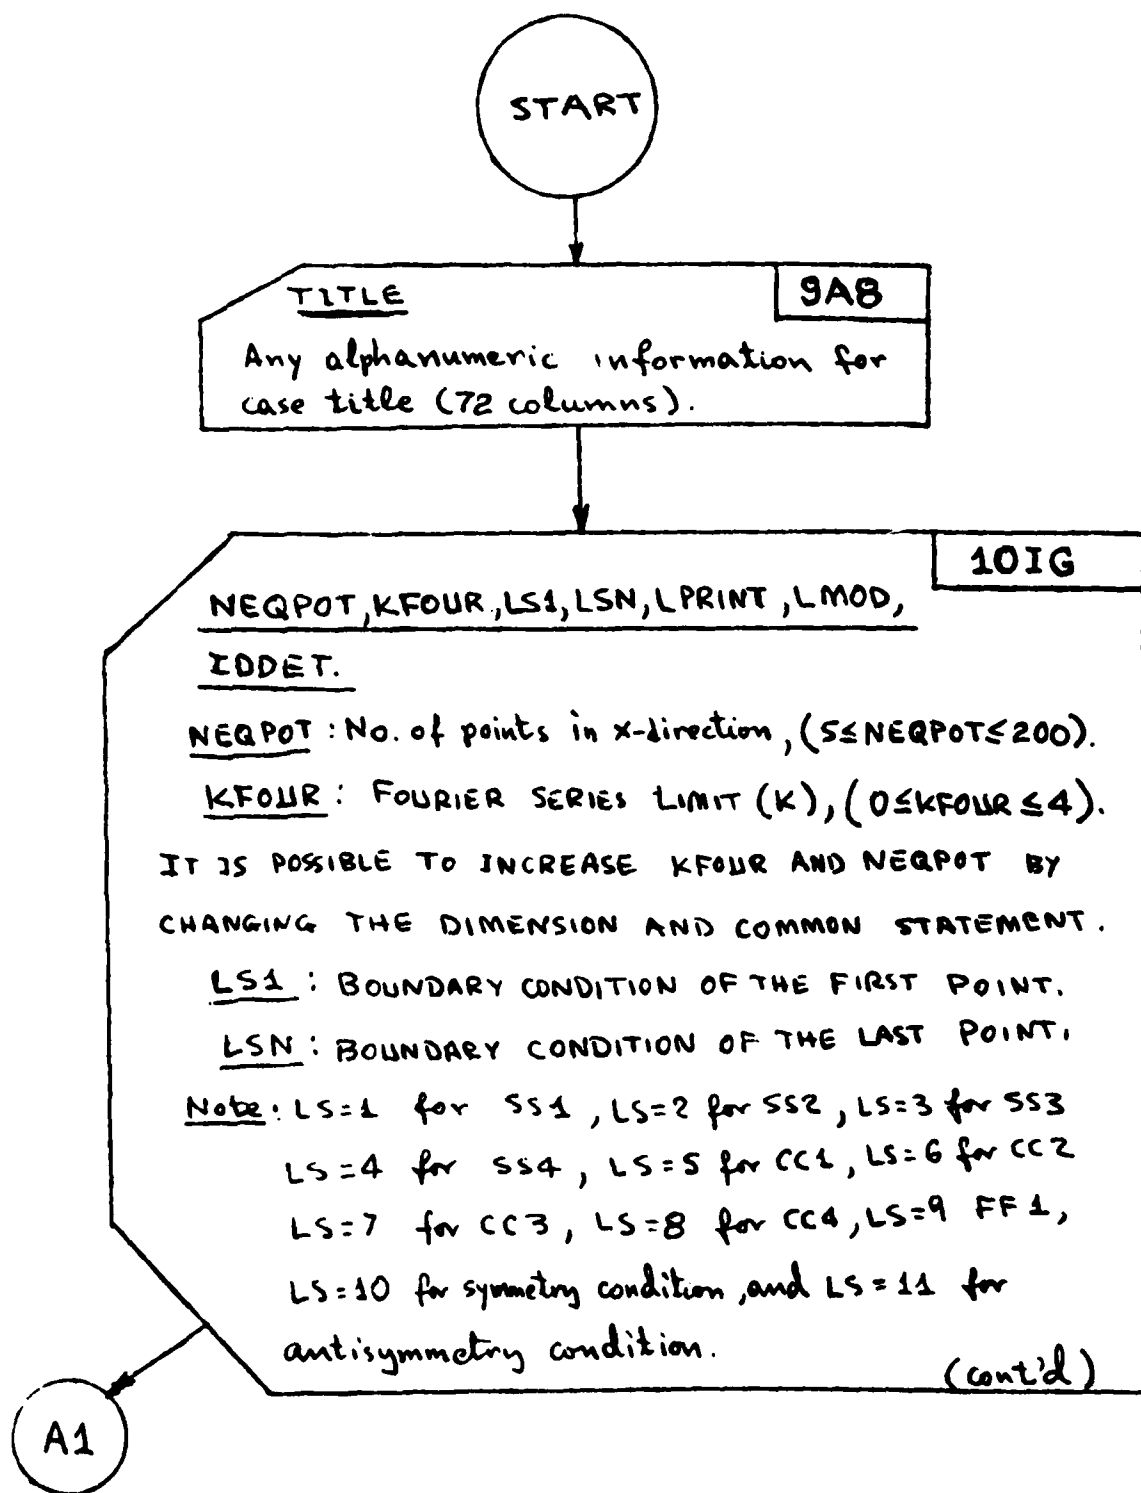 START
TITLE
9A8
Any alphanumeric information for
case title (72 columns).
10IG
NEQPOT, KFOUR, LS1, LSN, LPRINT, LMOD,
IDDET.
NEQPOT: No. of points in x-direction, (5≤NEQPOT≤200).
KFOUR: FOURIER SERIES LIMIT (K), (0≤KFOUR≤4).
IT IS POSSIBLE TO INCREASE KFOUR AND NEQPOT BY
CHANGING THE DIMENSION AND COMMON STATEMENT.
LS1: BOUNDARY CONDITION OF THE FIRST POINT.
LSN: BOUNDARY CONDITION OF THE LAST POINT.
Note: LS=1 for SS1, LS=2 for SS2, LS=3 for SS3
LS=4 for SS4, LS=5 for CC1, LS=6 for CC2
LS=7 for CC3, LS=8 for CC4, LS=9 FF1,
LS=10 for symmetry condition, and LS=11 for
antisymmetry condition.
(cont'd)
A1